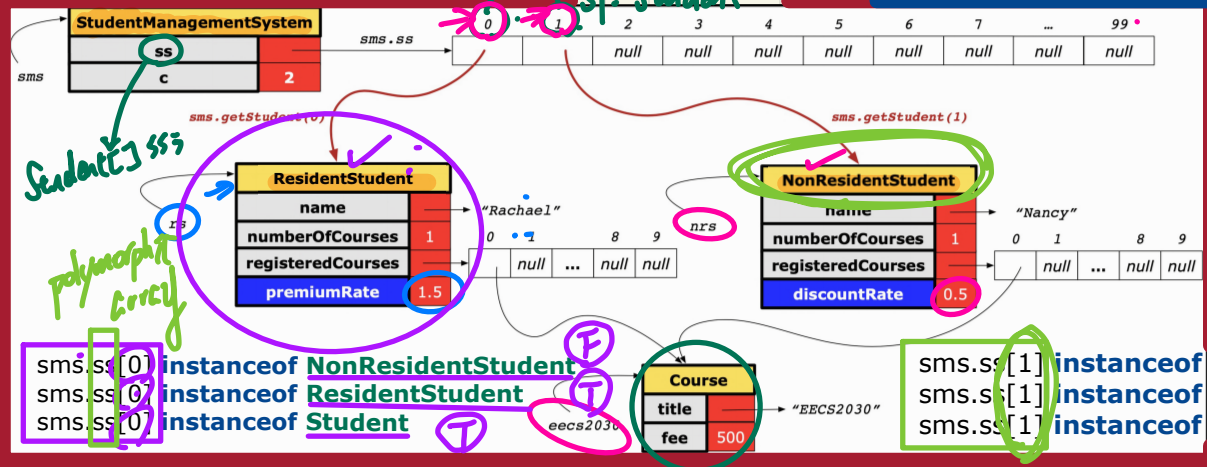 StudentManagementSystem
ss
c 2
sms
sms.ss
0 1 2 3 4 5 6 7 ... 99
null null null null null null null null
sms.getStudent(0)
sms.getStudent(1)
Student[] ss;
ResidentStudent
name
numberOfCourses 1
registeredCourses
premiumRate 1.5
rs
"Rachael"
0 1 8 9
null ... null null
NonResidentStudent
name
numberOfCourses 1
registeredCourses
discountRate 0.5
nrs
"Nancy"
0 1 8 9
null ... null null
polymorphic
array
sms.ss[0] instanceof NonResidentStudent F
sms.ss[0] instanceof ResidentStudent T
sms.ss[0] instanceof Student T
Course
title
fee 500
"EECS2030"
eecs2030
sms.ss[1] instanceof
sms.ss[1] instanceof
sms.ss[1] instanceof